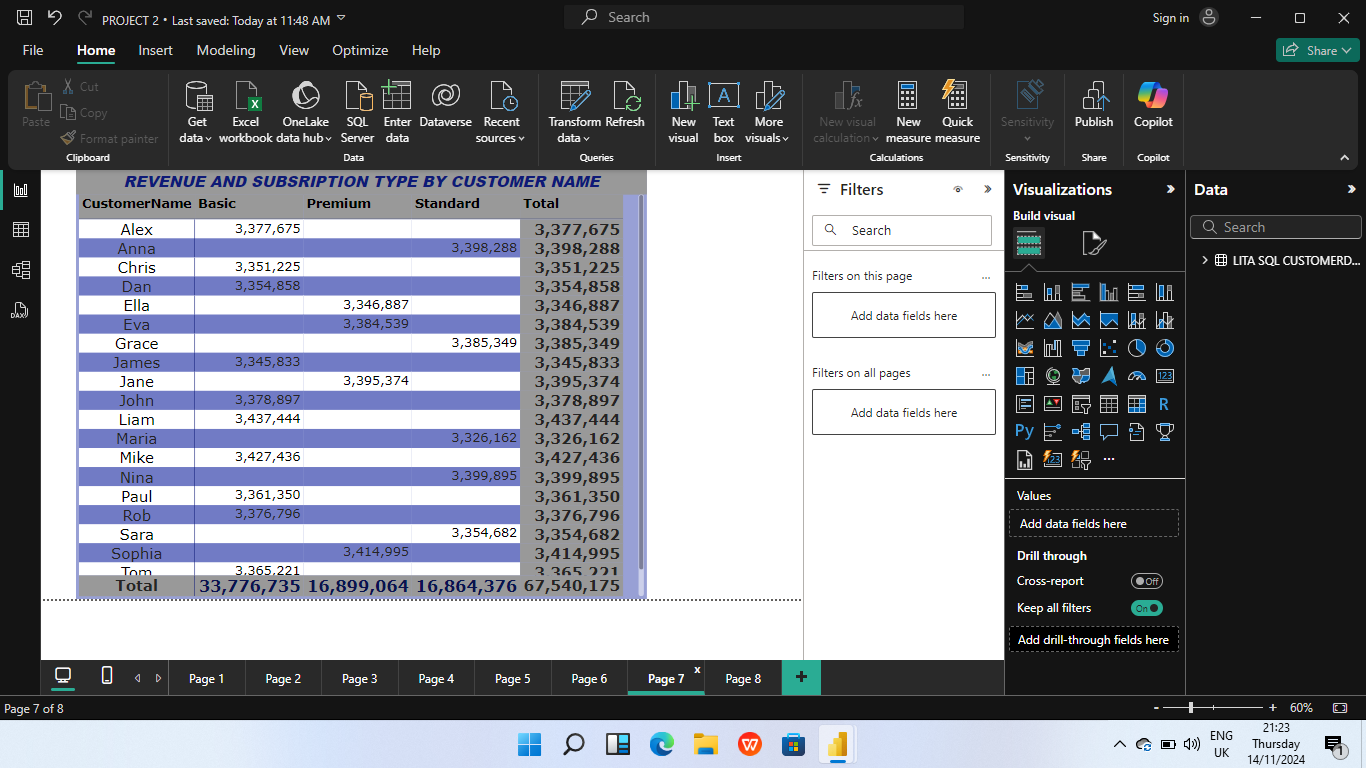 PROJECT 2 • Last saved: Today at 11:48 AM
Search
Sign in
File Home Insert Modeling View Optimize Help
Share
Paste
Cut
Copy
Format painter
Clipboard
Get data
Excel workbook
OneLake data hub
SQL Server
Enter data
Dataverse
Recent sources
Data
Transform data
Refresh
Queries
New visual
Text box
More visuals
Insert
New visual calculation
New measure
Quick measure
Calculations
Sensitivity
Sensitivity
Publish
Share
Copilot
Copilot
REVENUE AND SUBSRIPTION TYPE BY CUSTOMER NAME
CustomerName Basic Premium Standard Total
Alex 3,377,675 3,377,675
Anna 3,398,288 3,398,288
Chris 3,351,225 3,351,225
Dan 3,354,858 3,354,858
Ella 3,346,887 3,346,887
Eva 3,384,539 3,384,539
Grace 3,385,349 3,385,349
James 3,345,833 3,345,833
Jane 3,395,374 3,395,374
John 3,378,897 3,378,897
Liam 3,437,444 3,437,444
Maria 3,326,162 3,326,162
Mike 3,427,436 3,427,436
Nina 3,399,895 3,399,895
Paul 3,361,350 3,361,350
Rob 3,376,796 3,376,796
Sara 3,354,682 3,354,682
Sophia 3,414,995 3,414,995
Tom 3,365,221 3,365,221
Total 33,776,735 16,899,064 16,864,376 67,540,175
Filters
Search
Filters on this page
Add data fields here
Filters on all pages
Add data fields here
Visualizations
Build visual
123
R
Py
123
Values
Add data fields here
Drill through
Cross-report Off
Keep all filters On
Add drill-through fields here
Data
Search
LITA SQL CUSTOMERD...
Page 1 Page 2 Page 3 Page 4 Page 5 Page 6 Page 7 x Page 8 +
Page 7 of 8
- + 60%
ENG
UK
21:23
Thursday
14/11/2024
1